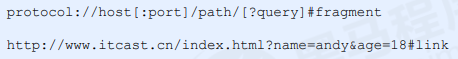 protocol://host[:port]/path/[?query]#fragment
http://www.itcast.cn/index.html?name=andy&age=18#link